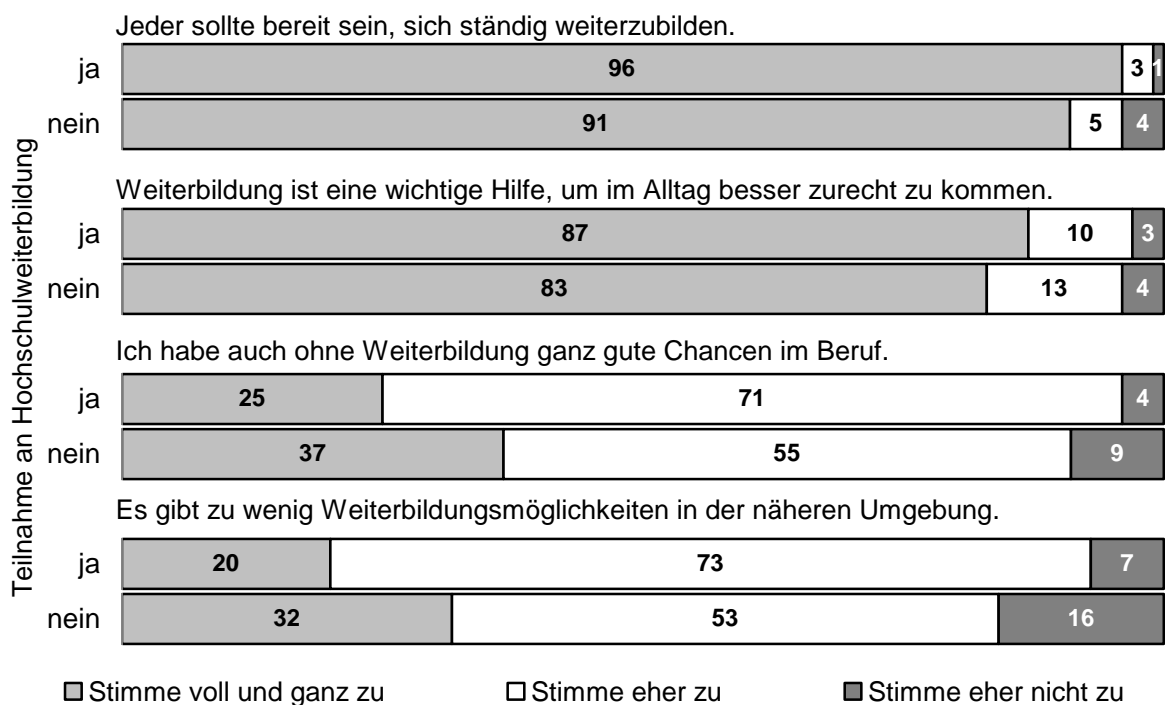 Teilnahme an Hochschulweiterbildung
Jeder sollte bereit sein, sich ständig weiterzubilden.
ja 96 3 1
nein 91 5 4
Weiterbildung ist eine wichtige Hilfe, um im Alltag besser zurecht zu kommen.
ja 87 10 3
nein 83 13 4
Ich habe auch ohne Weiterbildung ganz gute Chancen im Beruf.
ja 25 71 4
nein 37 55 9
Es gibt zu wenig Weiterbildungsmöglichkeiten in der näheren Umgebung.
ja 20 73 7
nein 32 53 16
Stimme voll und ganz zu Stimme eher zu Stimme eher nicht zu